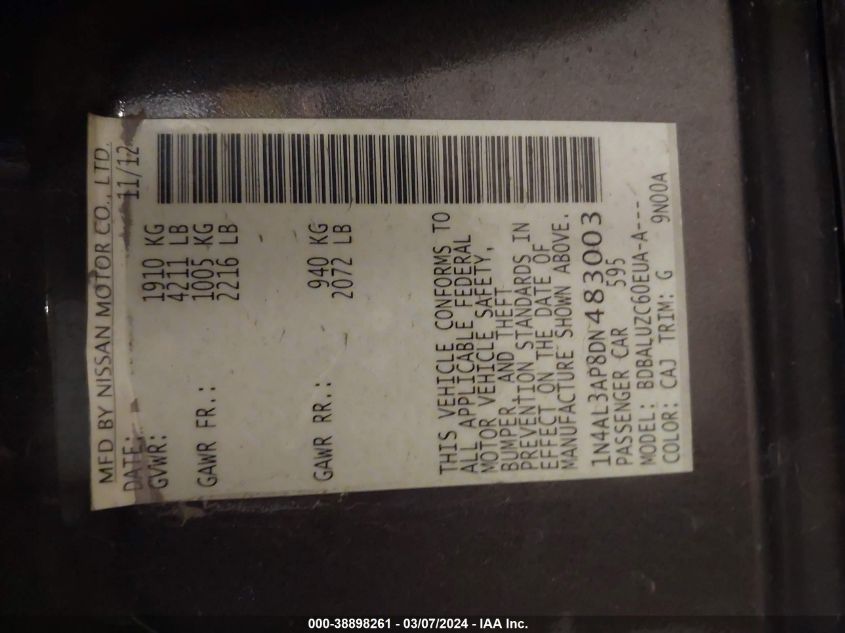 MFD BY NISSAN MOTOR CO., LTD.
DATE: 11/12
GVWR: 1910 KG
4211 LB
GAWR FR.: 1005 KG
2216 LB
GAWR RR.: 940 KG
2072 LB
THIS VEHICLE CONFORMS TO
ALL APPLICABLE FEDERAL
MOTOR VEHICLE SAFETY,
BUMPER, AND THEFT
PREVENTION STANDARDS IN
EFFECT ON THE DATE OF
MANUFACTURE SHOWN ABOVE.
1N4AL3AP8DN483003
PASSENGER CAR 595
MODEL: BDBALUZC60EUA-A---
COLOR: CAJ TRIM: G 9N00A
000-38898261 - 03/07/2024 - IAA Inc.